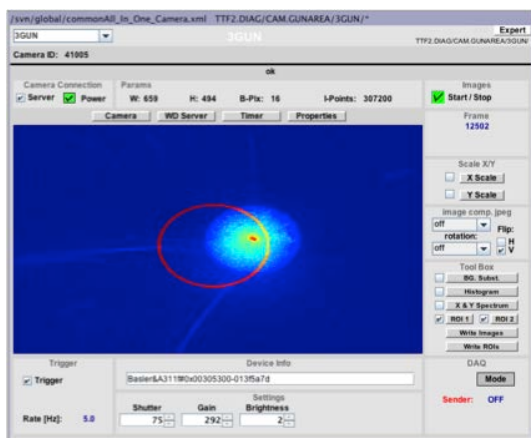 /svn/global/commonAll_In_One_Camera.xml TTF2.DIAG/CAM.GUNAREA/3GUN/*
3GUN 3GUN Expert
TTF2.DIAG/CAM.GUNAREA/3GUN/
Camera ID: 41005
ok
Camera Connection Params Images
Server Power W: 659 H: 494 B-Pix: 16 I-Points: 307200 Start / Stop
Camera WD Server Timer Properties
Frame
12502
Scale X/Y
X Scale
Y Scale
image comp. jpeg
off Flip:
rotation: H
off V
Tool Box
BG. Subst.
Histogram
X & Y Spectrum
ROI 1 ROI 2
Write Images
Write ROIs
Trigger Device Info DAQ
Trigger Mode
Settings Sender: OFF
Shutter Gain Brightness
Rate [Hz]: 5.0 75 292 2